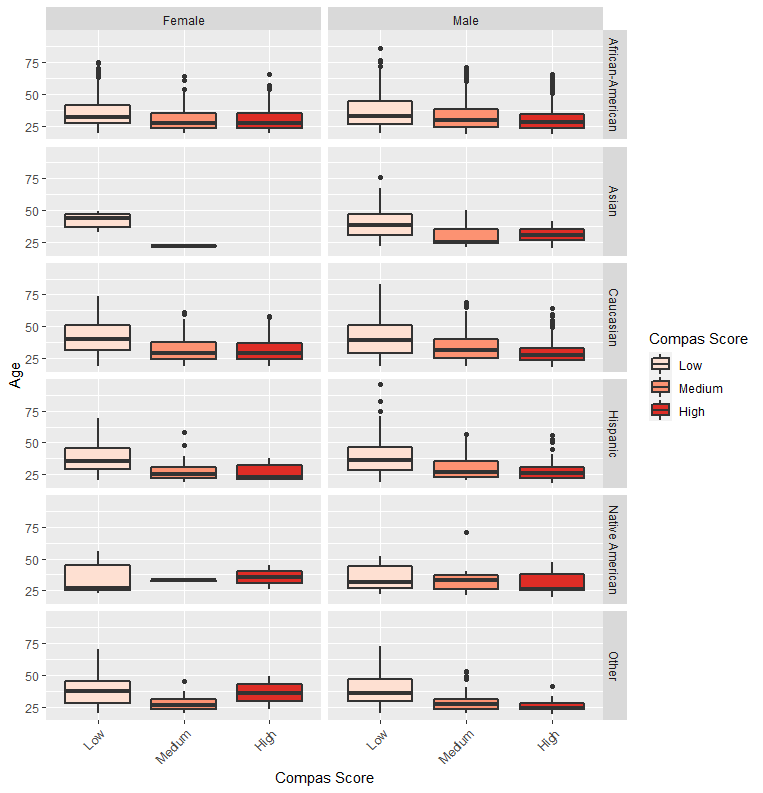 Female
Male
75
50
25
African-American
75
50
25
Asian
75
50
25
Caucasian
75
50
25
Hispanic
75
50
25
Native American
75
50
25
Other
Age
Low
Medium
High
Low
Medium
High
Compas Score
Compas Score
Low
Medium
High